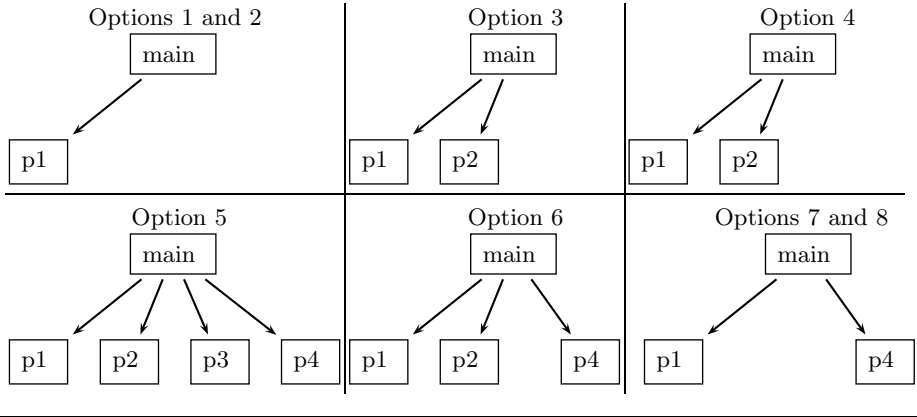 Options 1 and 2
main
p1
Option 3
main
p1 p2
Option 4
main
p1 p2
Option 5
main
p1 p2 p3 p4
Option 6
main
p1 p2 p4
Options 7 and 8
main
p1 p4